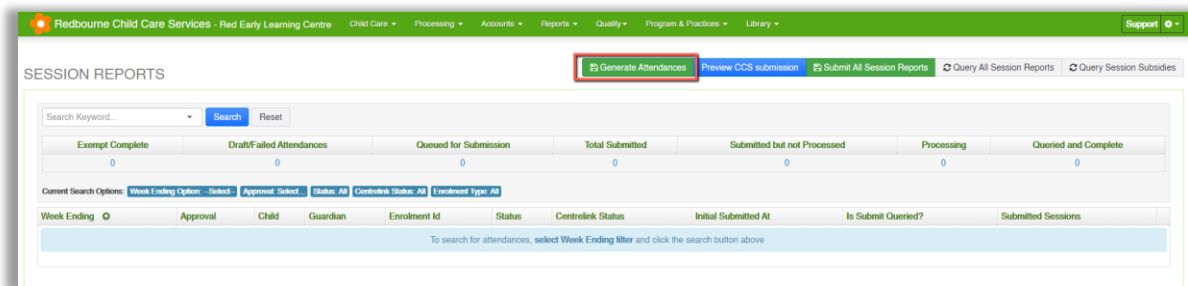 Redbourne Child Care Services - Red Early Learning Centre Child Care Processing Accounts Reports Quality Program & Practices Library Support
SESSION REPORTS
Generate Attendances Preview CCS submission Submit All Session Reports Query All Session Reports Query Session Subsidies
Search Keyword... Search Reset
Exempt Complete Draft/Failed Attendances Queued for Submission Total Submitted Submitted but not Processed Processing Queried and Complete
0 0 0 0 0 0 0
Current Search Options: Week Ending Option: --Select-- Approval: Select... Status: All Centrelink Status: All Enrolment Type: All
Week Ending Approval Child Guardian Enrolment Id Status Centrelink Status Initial Submitted At Is Submit Queried? Submitted Sessions
To search for attendances, select Week Ending filter and click the search button above